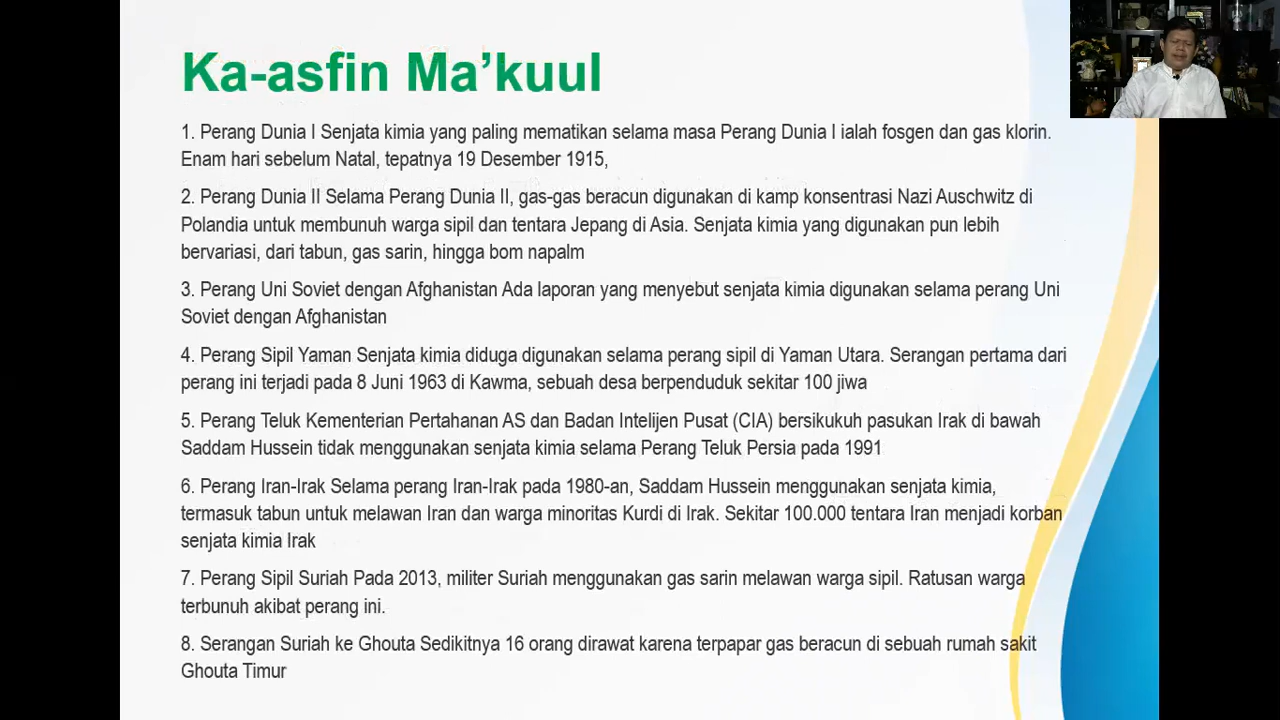 Ka-asfin Ma’kuul
1. Perang Dunia I Senjata kimia yang paling mematikan selama masa Perang Dunia I ialah fosgen dan gas klorin.
Enam hari sebelum Natal, tepatnya 19 Desember 1915,
2. Perang Dunia II Selama Perang Dunia II, gas-gas beracun digunakan di kamp konsentrasi Nazi Auschwitz di
Polandia untuk membunuh warga sipil dan tentara Jepang di Asia. Senjata kimia yang digunakan pun lebih
bervariasi, dari tabun, gas sarin, hingga bom napalm
3. Perang Uni Soviet dengan Afghanistan Ada laporan yang menyebut senjata kimia digunakan selama perang Uni
Soviet dengan Afghanistan
4. Perang Sipil Yaman Senjata kimia diduga digunakan selama perang sipil di Yaman Utara. Serangan pertama dari
perang ini terjadi pada 8 Juni 1963 di Kawma, sebuah desa berpenduduk sekitar 100 jiwa
5. Perang Teluk Kementerian Pertahanan AS dan Badan Intelijen Pusat (CIA) bersikukuh pasukan Irak di bawah
Saddam Hussein tidak menggunakan senjata kimia selama Perang Teluk Persia pada 1991
6. Perang Iran-Irak Selama perang Iran-Irak pada 1980-an, Saddam Hussein menggunakan senjata kimia,
termasuk tabun untuk melawan Iran dan warga minoritas Kurdi di Irak. Sekitar 100.000 tentara Iran menjadi korban
senjata kimia Irak
7. Perang Sipil Suriah Pada 2013, militer Suriah menggunakan gas sarin melawan warga sipil. Ratusan warga
terbunuh akibat perang ini.
8. Serangan Suriah ke Ghouta Sedikitnya 16 orang dirawat karena terpapar gas beracun di sebuah rumah sakit
Ghouta Timur